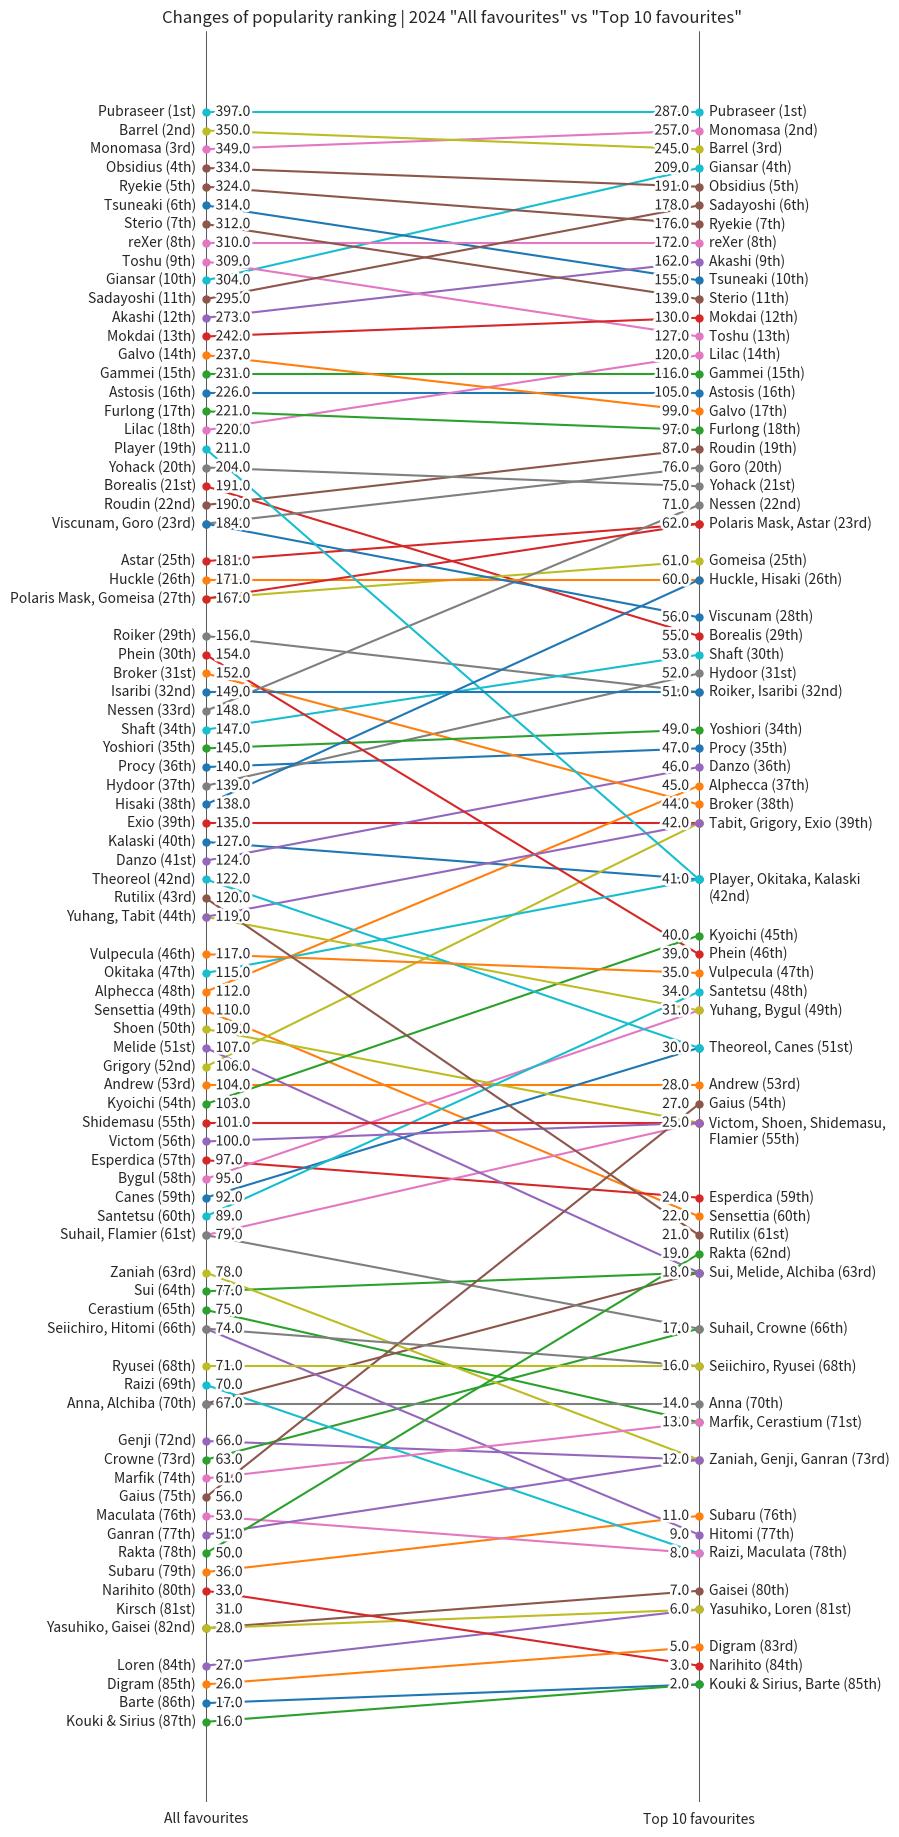 Changes of popularity ranking | 2024 "All favourites" vs "Top 10 favourites"
Pubraseer (1st) 397.0 287.0 Pubraseer (1st)
Barrel (2nd) 350.0 257.0 Monomasa (2nd)
Monomasa (3rd) 349.0 245.0 Barrel (3rd)
Obsidius (4th) 334.0 209.0 Giansar (4th)
Ryekie (5th) 324.0 191.0 Obsidius (5th)
Tsuneaki (6th) 314.0 178.0 Sadayoshi (6th)
Sterio (7th) 312.0 176.0 Ryekie (7th)
reXer (8th) 310.0 172.0 reXer (8th)
Toshu (9th) 309.0 162.0 Akashi (9th)
Giansar (10th) 304.0 155.0 Tsuneaki (10th)
Sadayoshi (11th) 295.0 139.0 Sterio (11th)
Akashi (12th) 273.0 130.0 Mokdai (12th)
Mokdai (13th) 242.0 127.0 Toshu (13th)
Galvo (14th) 237.0 120.0 Lilac (14th)
Gammei (15th) 231.0 116.0 Gammei (15th)
Astosis (16th) 226.0 105.0 Astosis (16th)
Furlong (17th) 221.0 99.0 Galvo (17th)
Lilac (18th) 220.0 97.0 Furlong (18th)
Player (19th) 211.0 87.0 Roudin (19th)
Yohack (20th) 204.0 76.0 Goro (20th)
Borealis (21st) 191.0 75.0 Yohack (21st)
Roudin (22nd) 190.0 71.0 Nessen (22nd)
Viscunam, Goro (23rd) 184.0 62.0 Polaris Mask, Astar (23rd)
Astar (25th) 181.0 61.0 Gomeisa (25th)
Huckle (26th) 171.0 60.0 Huckle, Hisaki (26th)
Polaris Mask, Gomeisa (27th) 167.0
56.0 Viscunam (28th)
Roiker (29th) 156.0 55.0 Borealis (29th)
Phein (30th) 154.0 53.0 Shaft (30th)
Broker (31st) 152.0 52.0 Hydoor (31st)
Isaribi (32nd) 149.0 51.0 Roiker, Isaribi (32nd)
Nessen (33rd) 148.0
Shaft (34th) 147.0 49.0 Yoshiori (34th)
Yoshiori (35th) 145.0 47.0 Procy (35th)
Procy (36th) 140.0 46.0 Danzo (36th)
Hydoor (37th) 139.0 45.0 Alphecca (37th)
Hisaki (38th) 138.0 44.0 Broker (38th)
Exio (39th) 135.0 42.0 Tabit, Grigory, Exio (39th)
Kalaski (40th) 127.0
Danzo (41st) 124.0
Theoreol (42nd) 122.0 41.0 Player, Okitaka, Kalaski
Rutilix (43rd) 120.0 (42nd)
Yuhang, Tabit (44th) 119.0
40.0 Kyoichi (45th)
Vulpecula (46th) 117.0 39.0 Phein (46th)
Okitaka (47th) 115.0 35.0 Vulpecula (47th)
Alphecca (48th) 112.0 34.0 Santetsu (48th)
Sensettia (49th) 110.0 31.0 Yuhang, Bygul (49th)
Shoen (50th) 109.0
Melide (51st) 107.0 30.0 Theoreol, Canes (51st)
Grigory (52nd) 106.0
Andrew (53rd) 104.0 28.0 Andrew (53rd)
Kyoichi (54th) 103.0 27.0 Gaius (54th)
Shidemasu (55th) 101.0 25.0 Victom, Shoen, Shidemasu,
Victom (56th) 100.0 Flamier (55th)
Esperdica (57th) 97.0
Bygul (58th) 95.0
Canes (59th) 92.0 24.0 Esperdica (59th)
Santetsu (60th) 89.0 22.0 Sensettia (60th)
Suhail, Flamier (61st) 79.0 21.0 Rutilix (61st)
19.0 Rakta (62nd)
Zaniah (63rd) 78.0 18.0 Sui, Melide, Alchiba (63rd)
Sui (64th) 77.0
Cerastium (65th) 75.0
Seiichiro, Hitomi (66th) 74.0 17.0 Suhail, Crowne (66th)
Ryusei (68th) 71.0 16.0 Seiichiro, Ryusei (68th)
Raizi (69th) 70.0
Anna, Alchiba (70th) 67.0 14.0 Anna (70th)
13.0 Marfik, Cerastium (71st)
Genji (72nd) 66.0
Crowne (73rd) 63.0 12.0 Zaniah, Genji, Ganran (73rd)
Marfik (74th) 61.0
Gaius (75th) 56.0
Maculata (76th) 53.0 11.0 Subaru (76th)
Ganran (77th) 51.0 9.0 Hitomi (77th)
Rakta (78th) 50.0 8.0 Raizi, Maculata (78th)
Subaru (79th) 36.0
Narihito (80th) 33.0 7.0 Gaisei (80th)
Kirsch (81st) 31.0 6.0 Yasuhiko, Loren (81st)
Yasuhiko, Gaisei (82nd) 28.0
5.0 Digram (83rd)
Loren (84th) 27.0 3.0 Narihito (84th)
Digram (85th) 26.0 2.0 Kouki & Sirius, Barte (85th)
Barte (86th) 17.0
Kouki & Sirius (87th) 16.0
All favourites Top 10 favourites